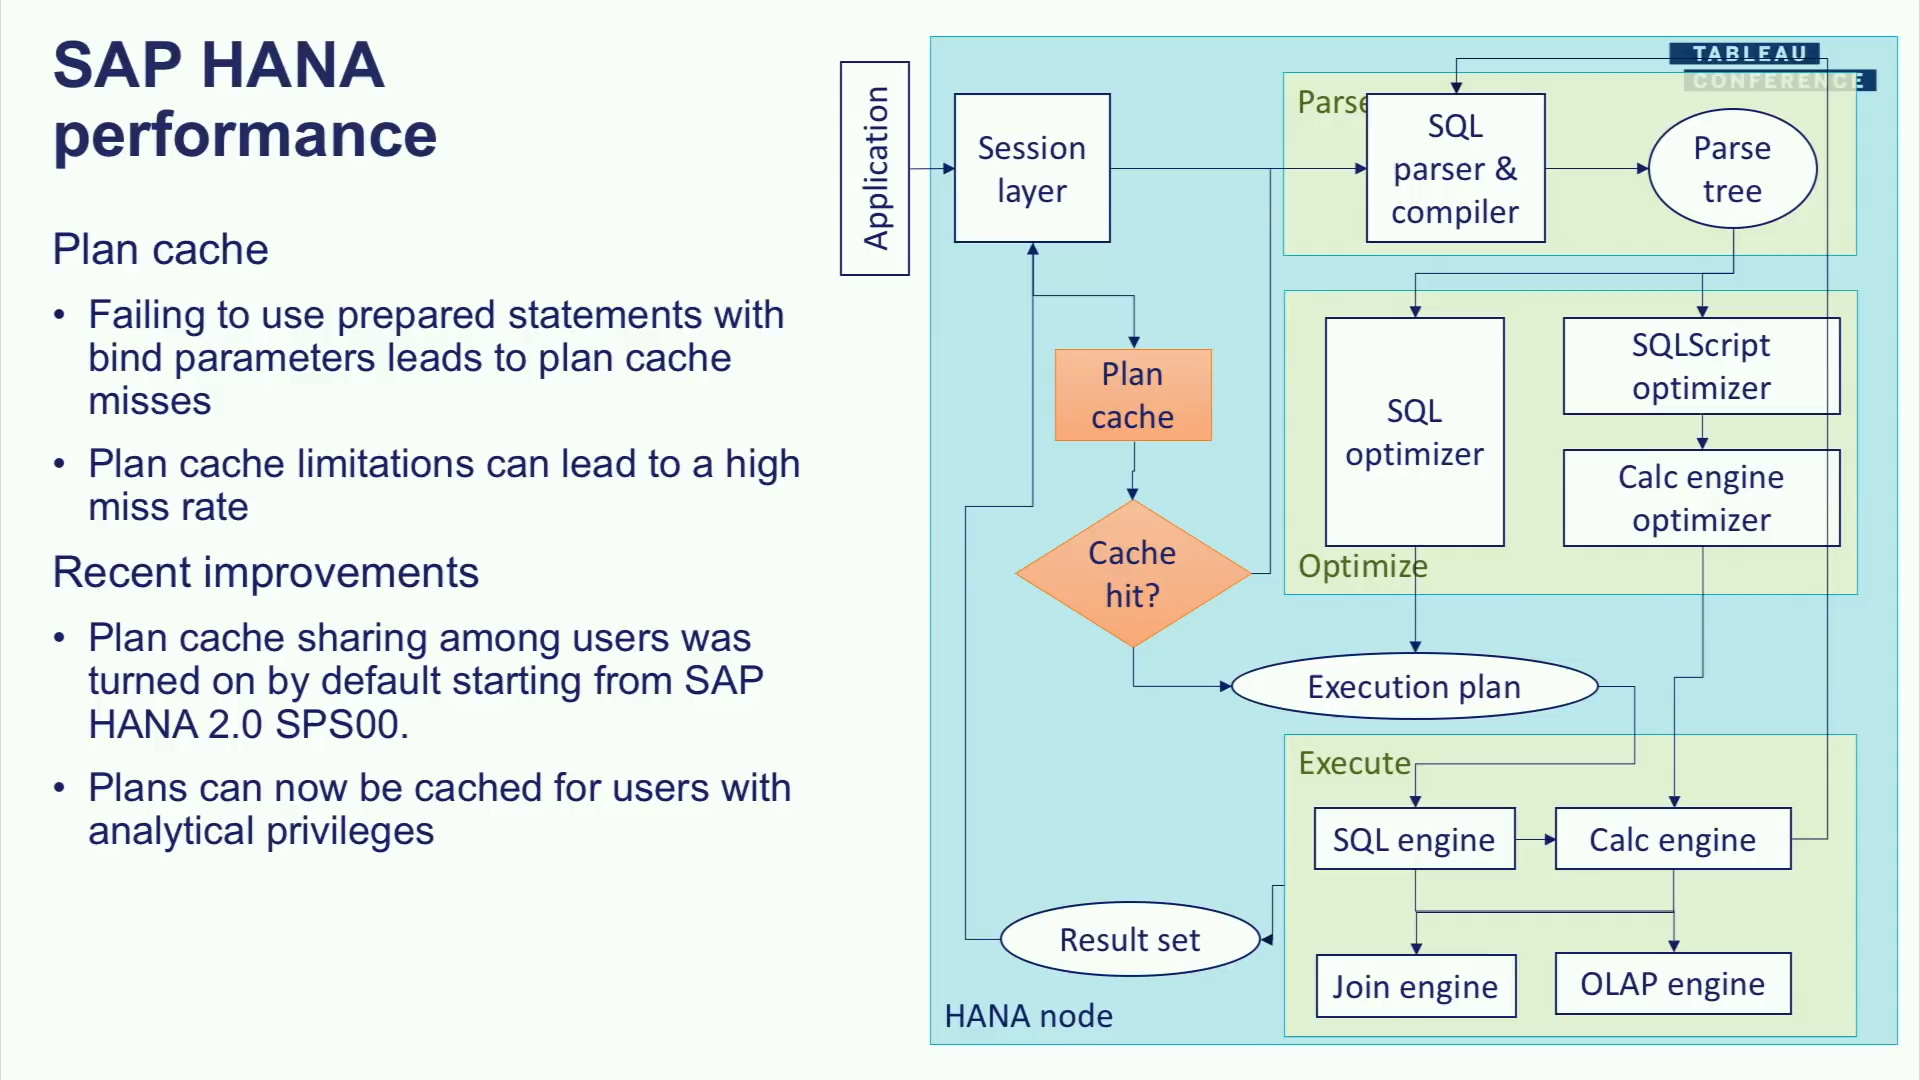 SAP HANA
performance
Plan cache
• Failing to use prepared statements with
bind parameters leads to plan cache
misses
• Plan cache limitations can lead to a high
miss rate
Recent improvements
• Plan cache sharing among users was
turned on by default starting from SAP
HANA 2.0 SPS00.
• Plans can now be cached for users with
analytical privileges
TABLEAU
CONFERENCE
Application
Session
layer
Parse
SQL
parser &
compiler
Parse
tree
Plan
cache
Cache
hit?
SQL
optimizer
SQLScript
optimizer
Calc engine
optimizer
Optimize
Execution plan
Execute
SQL engine
Calc engine
Join engine
OLAP engine
Result set
HANA node